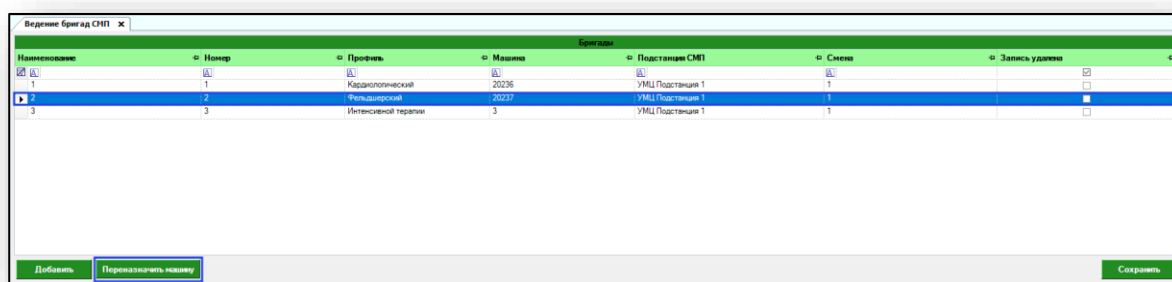 Ведение бригад СМП X
Бригады
Наименование Номер Профиль Машина Подстанция СМП Смена Запись удалена
A A A A A A
1 1 Кардиологический 20236 УМЦ Подстанция 1 1
2 2 Фельдшерский 20237 УМЦ Подстанция 1 1
3 3 Интенсивной терапии 3 УМЦ Подстанция 1 1
Добавить Переназначить машину Сохранить